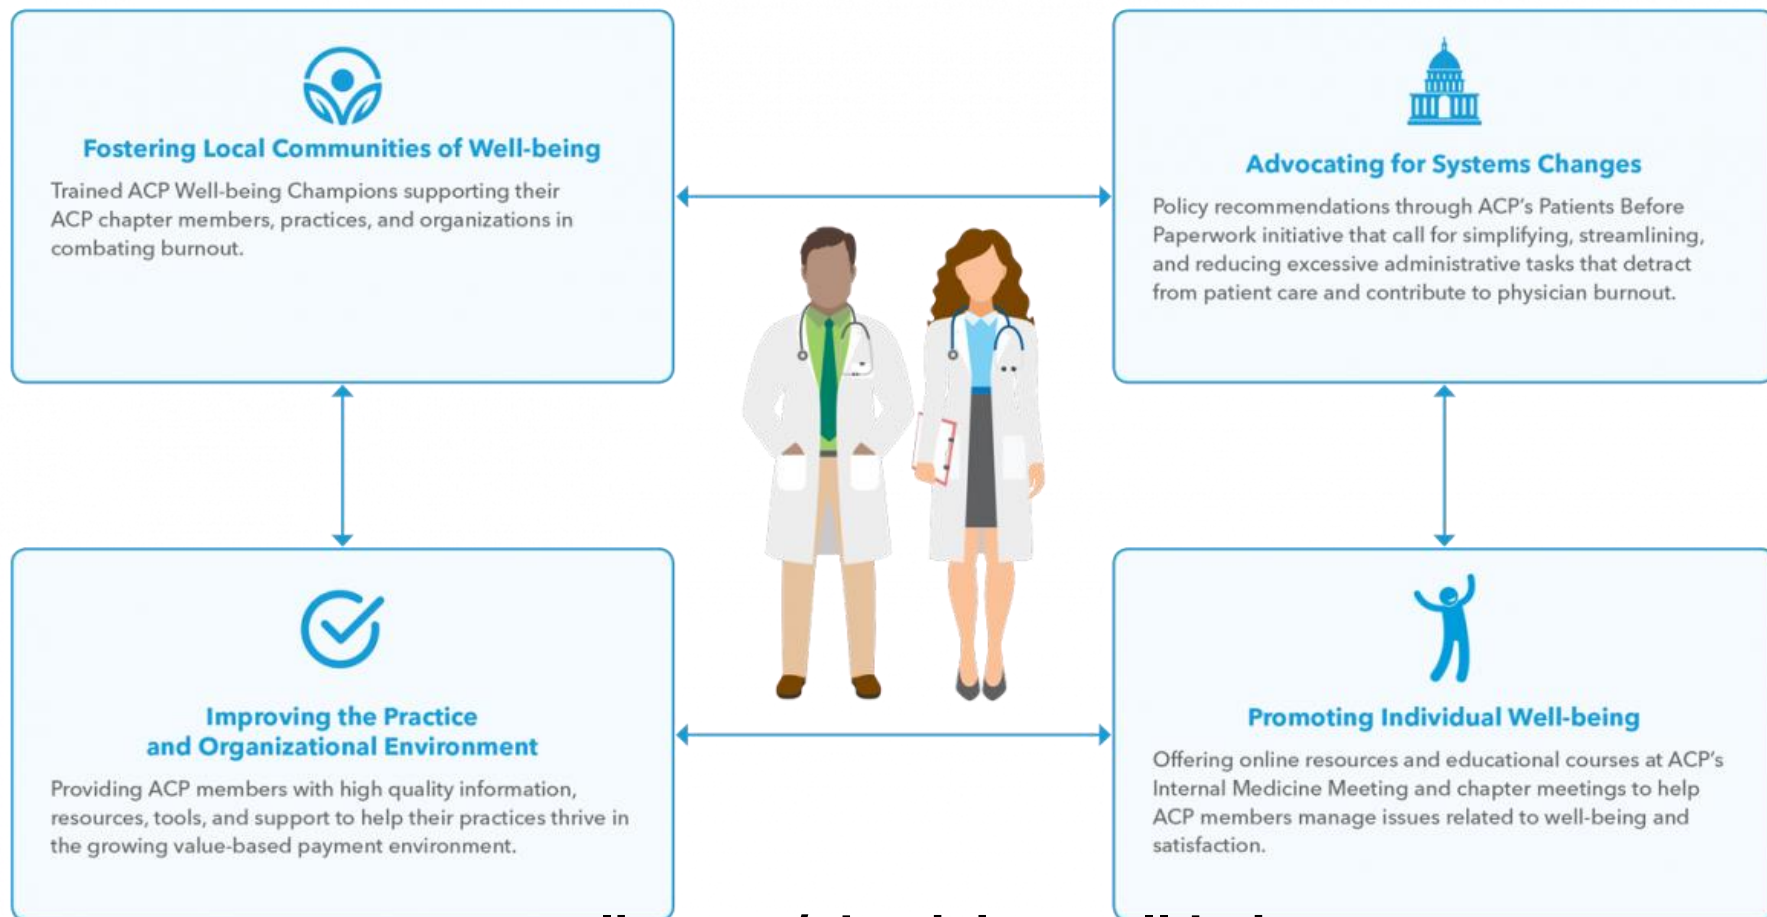 Fostering Local Communities of Well-being
Trained ACP Well-being Champions supporting their
ACP chapter members, practices, and organizations in
combating burnout.
Advocating for Systems Changes
Policy recommendations through ACP's Patients Before
Paperwork initiative that call for simplifying, streamlining,
and reducing excessive administrative tasks that detract
from patient care and contribute to physician burnout.
Improving the Practice
and Organizational Environment
Providing ACP members with high quality information,
resources, tools, and support to help their practices thrive in
the growing value-based payment environment.
Promoting Individual Well-being
Offering online resources and educational courses at ACP's
Internal Medicine Meeting and chapter meetings to help
ACP members manage issues related to well-being and
satisfaction.